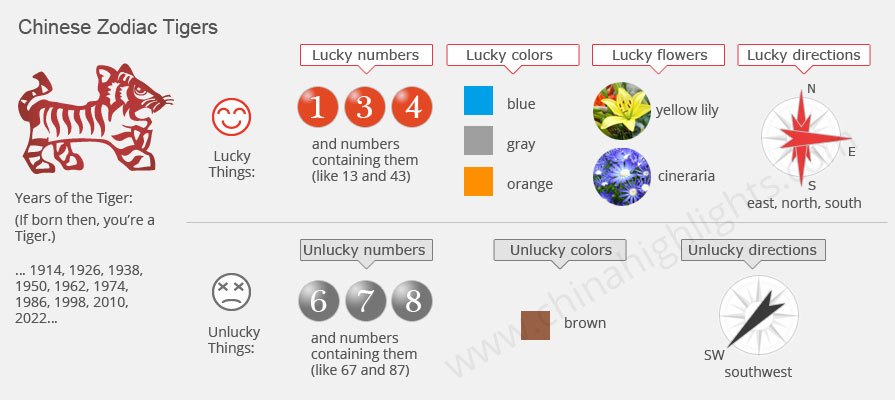 Chinese Zodiac Tigers
Years of the Tiger:
(If born then, you're a
Tiger.)
... 1914, 1926, 1938,
1950, 1962, 1974,
1986, 1998, 2010,
2022...
Lucky
Things:
Lucky numbers
1 3 4
and numbers
containing them
(like 13 and 43)
Lucky colors
blue
gray
orange
Lucky flowers
yellow lily
cineraria
Lucky directions
N
E
S
east, north, south
Unlucky
Things:
Unlucky numbers
6 7 8
and numbers
containing them
(like 67 and 87)
Unlucky colors
brown
Unlucky directions
SW
southwest
www.chinahighlights.com